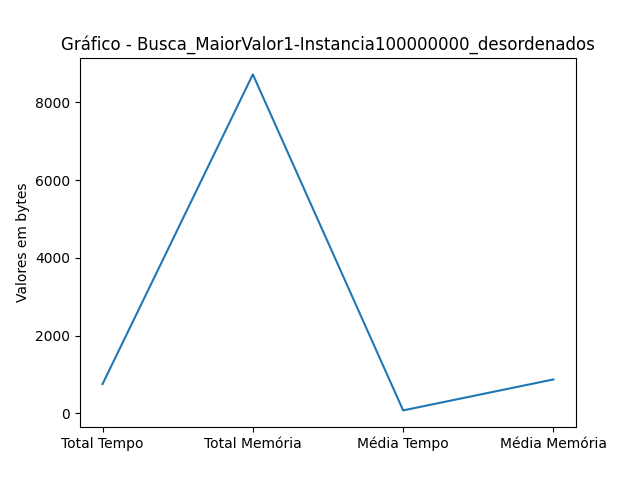 Gráfico - Busca_MaiorValor1-Instancia100000000_desordenados
Valores em bytes
8000
6000
4000
2000
0
Total Tempo
Total Memória
Média Tempo
Média Memória